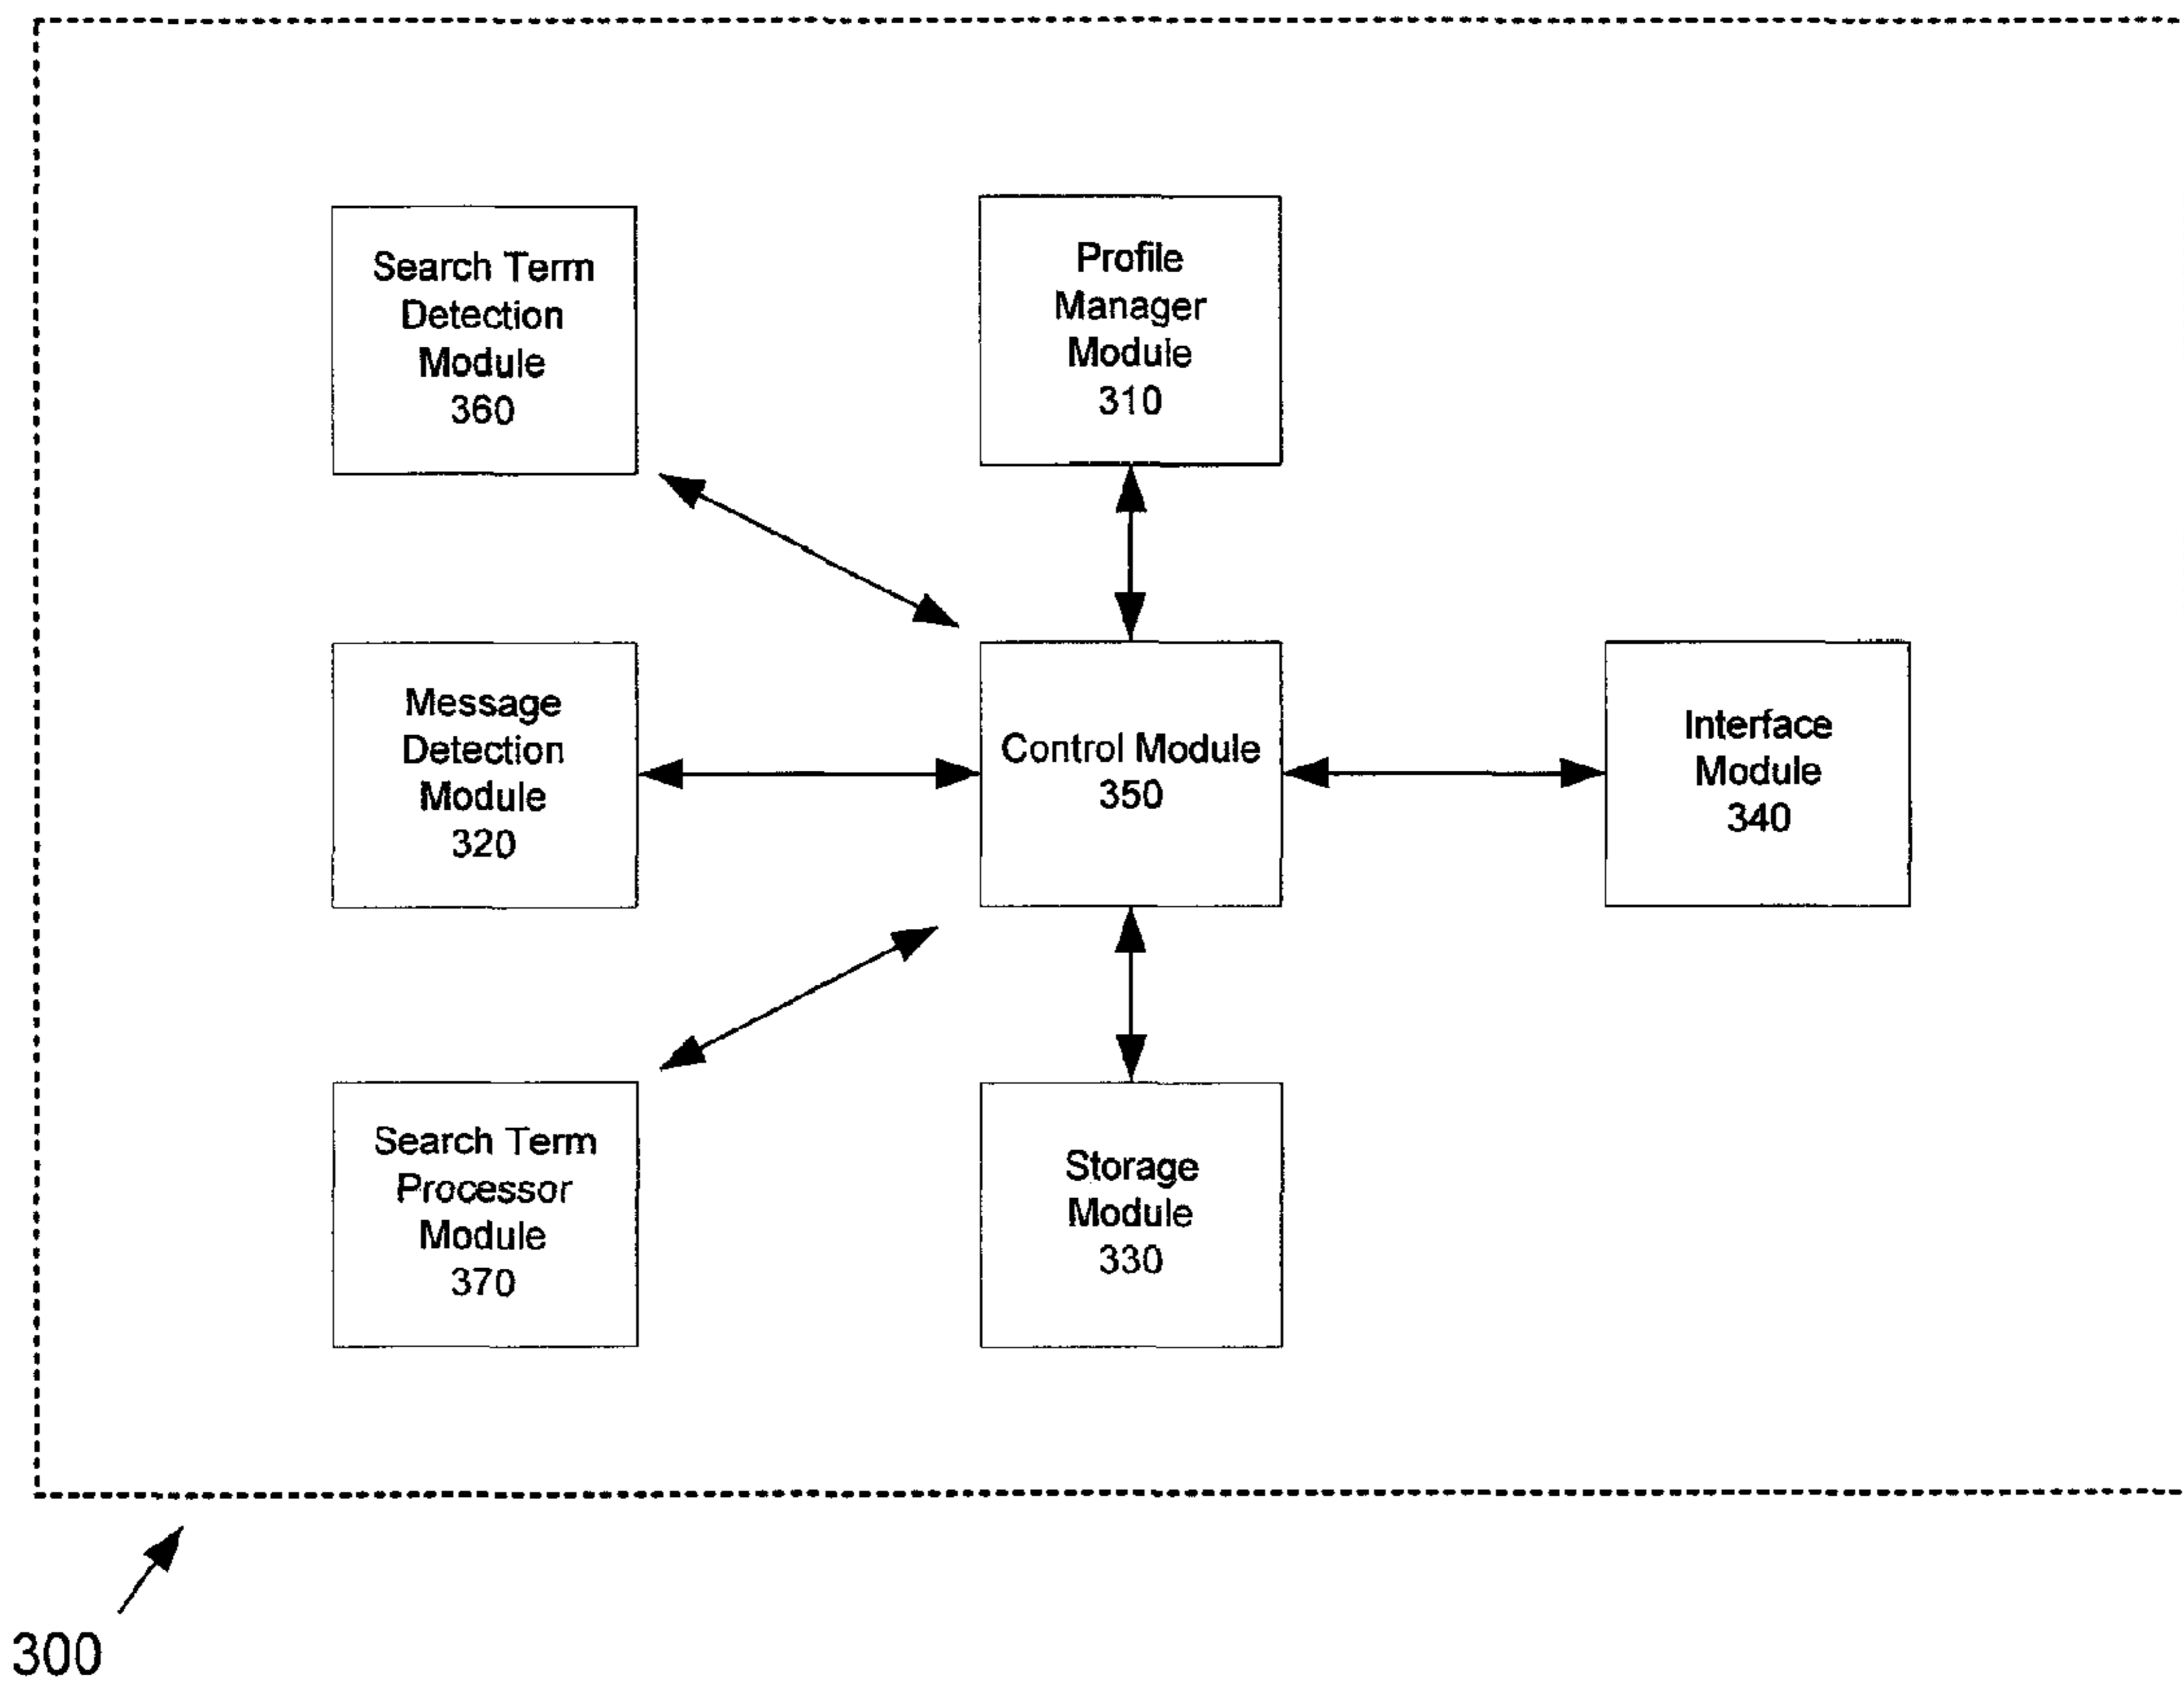 Search Term
Detection
Module
360
Profile
Manager
Module
310
Message
Detection
Module
320
Control Module
350
Interface
Module
340
Search Term
Processor
Module
370
Storage
Module
330
300